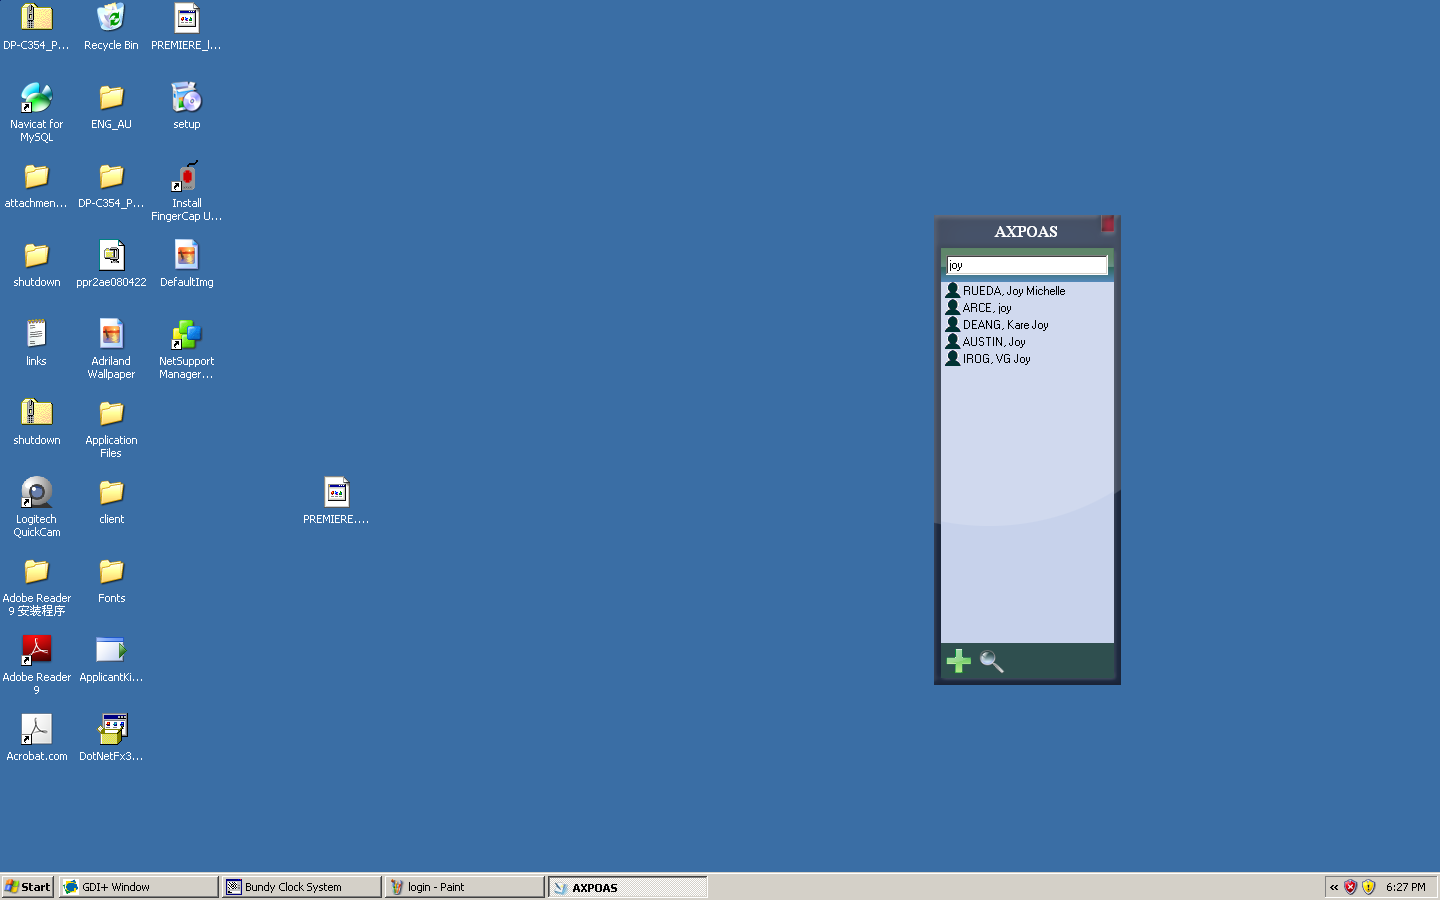 DP-C354_P...
Recycle Bin
PREMIERE_l...
Navicat for
MySQL
ENG_AU
setup
attachmen...
DP-C354_P...
Install
FingerCap U...
shutdown
ppr2ae080422
DefaultImg
links
Adriland
Wallpaper
NetSupport
Manager...
shutdown
Application
Files
Logitech
QuickCam
client
PREMIERE....
Adobe Reader
9 安装程序
Fonts
Adobe Reader
9
ApplicantKi...
Acrobat.com
DotNetFx3...
AXPOAS
joy
RUEDA, Joy Michelle
ARCE, joy
DEANG, Kare Joy
AUSTIN, Joy
IROG, VG Joy
Start
GDI+ Window
Bundy Clock System
login - Paint
AXPOAS
6:27 PM